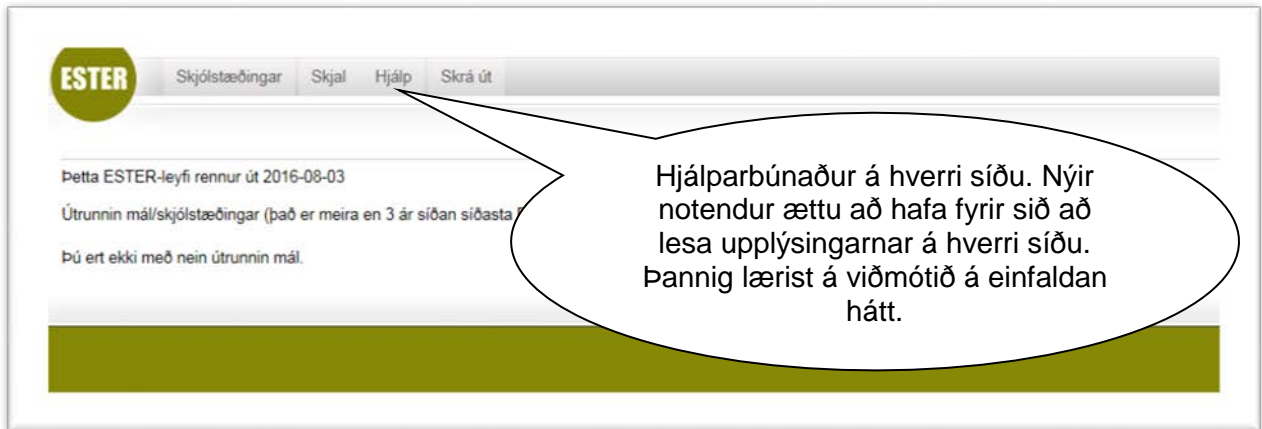 ESTER
Skjólstæðingar Skjal Hjálp Skrá út
Þetta ESTER-leyfi rennur út 2016-08-03
Útrunnin mál/skjólstæðingar (það er meira en 3 ár síðan síðasta
Þú ert ekki með nein útrunnin mál.
Hjálparbúnaður á hverri síðu. Nýir
notendur ættu að hafa fyrir sið að
lesa upplýsingarnar á hverri síðu.
Þannig lærist á viðmótið á einfaldan
hátt.